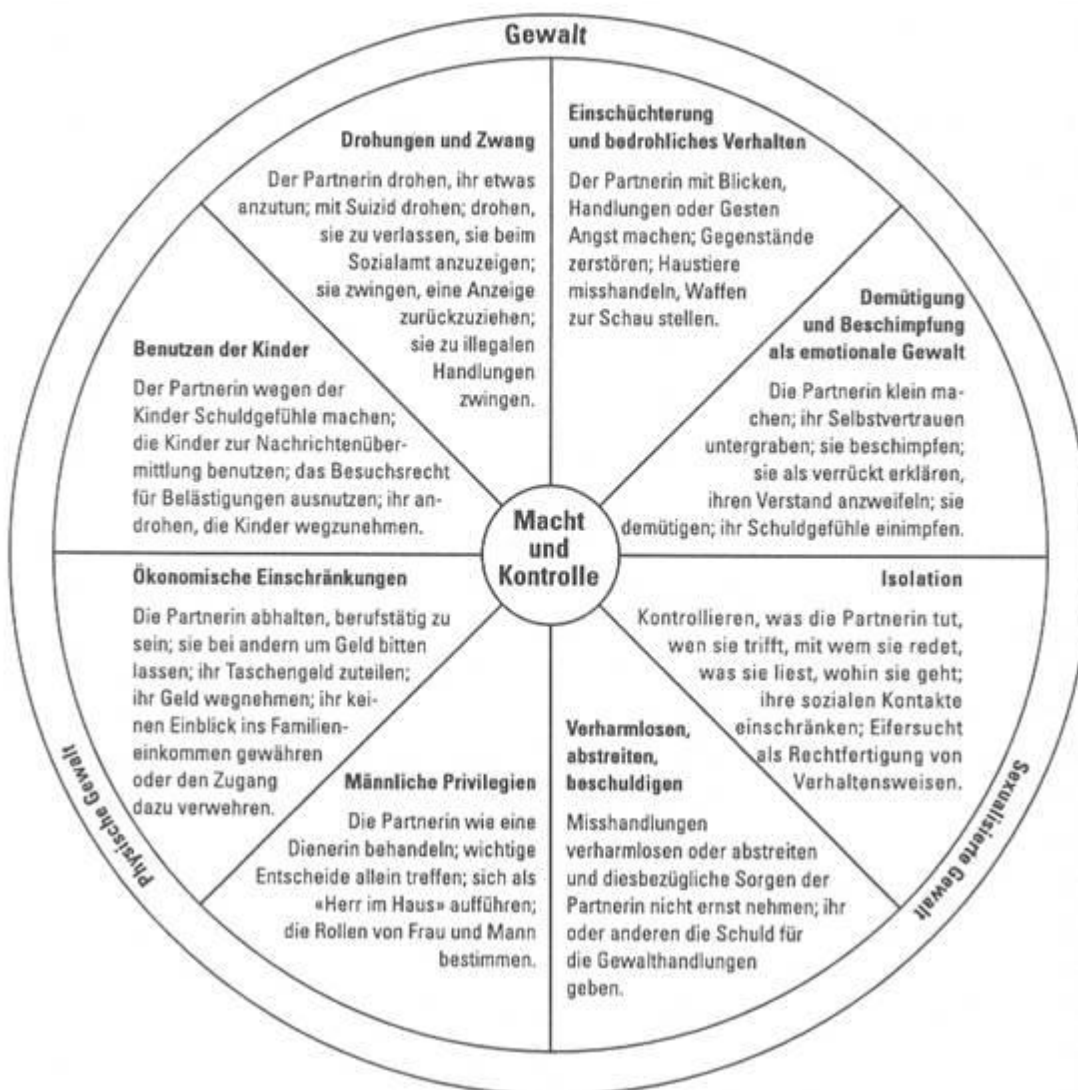 Gewalt
Einschüchterung
und bedrohliches Verhalten
Der Partnerin mit Blicken,
Handlungen oder Gesten
Angst machen; Gegenstände
zerstören; Haustiere
misshandeln, Waffen
zur Schau stellen.
Demütigung
und Beschimpfung
als emotionale Gewalt
Die Partnerin klein ma-
chen; ihr Selbstvertrauen
untergraben; sie beschimpfen;
sie als verrückt erklären,
ihren Verstand anzweifeln; sie
demütigen; ihr Schuldgefühle einimpfen.
Isolation
Kontrollieren, was die Partnerin tut,
wen sie trifft, mit wem sie redet,
was sie liest, wohin sie geht;
ihre sozialen Kontakte
einschränken; Eifersucht
als Rechtfertigung von
Verhaltensweisen.
Verharmlosen,
abstreiten,
beschuldigen
Misshandlungen
verharmlosen oder abstreiten
und diesbezügliche Sorgen der
Partnerin nicht ernst nehmen; ihr
oder anderen die Schuld für
die Gewalthandlungen
geben.
Männliche Privilegien
Die Partnerin wie eine
Dienerin behandeln; wichtige
Entscheide allein treffen; sich als
«Herr im Haus» aufführen;
die Rollen von Frau und Mann
bestimmen.
Ökonomische Einschränkungen
Die Partnerin abhalten, berufstätig zu
sein; sie bei andern um Geld bitten
lassen; ihr Taschengeld zuteilen;
ihr Geld wegnehmen; ihr kei-
nen Einblick ins Familien-
einkommen gewähren
oder den Zugang
dazu verwehren.
Benutzen der Kinder
Der Partnerin wegen der
Kinder Schuldgefühle machen;
die Kinder zur Nachrichtenüber-
mittlung benutzen; das Besuchsrecht
für Belästigungen ausnutzen; ihr an-
drohen, die Kinder wegzunehmen.
Drohungen und Zwang
Der Partnerin drohen, ihr etwas
anzutun; mit Suizid drohen; drohen,
sie zu verlassen, sie beim
Sozialamt anzuzeigen;
sie zwingen, eine Anzeige
zurückzuziehen;
sie zu illegalen
Handlungen
zwingen.
Macht
und
Kontrolle
Physische Gewalt
Sexualisierte Gewalt